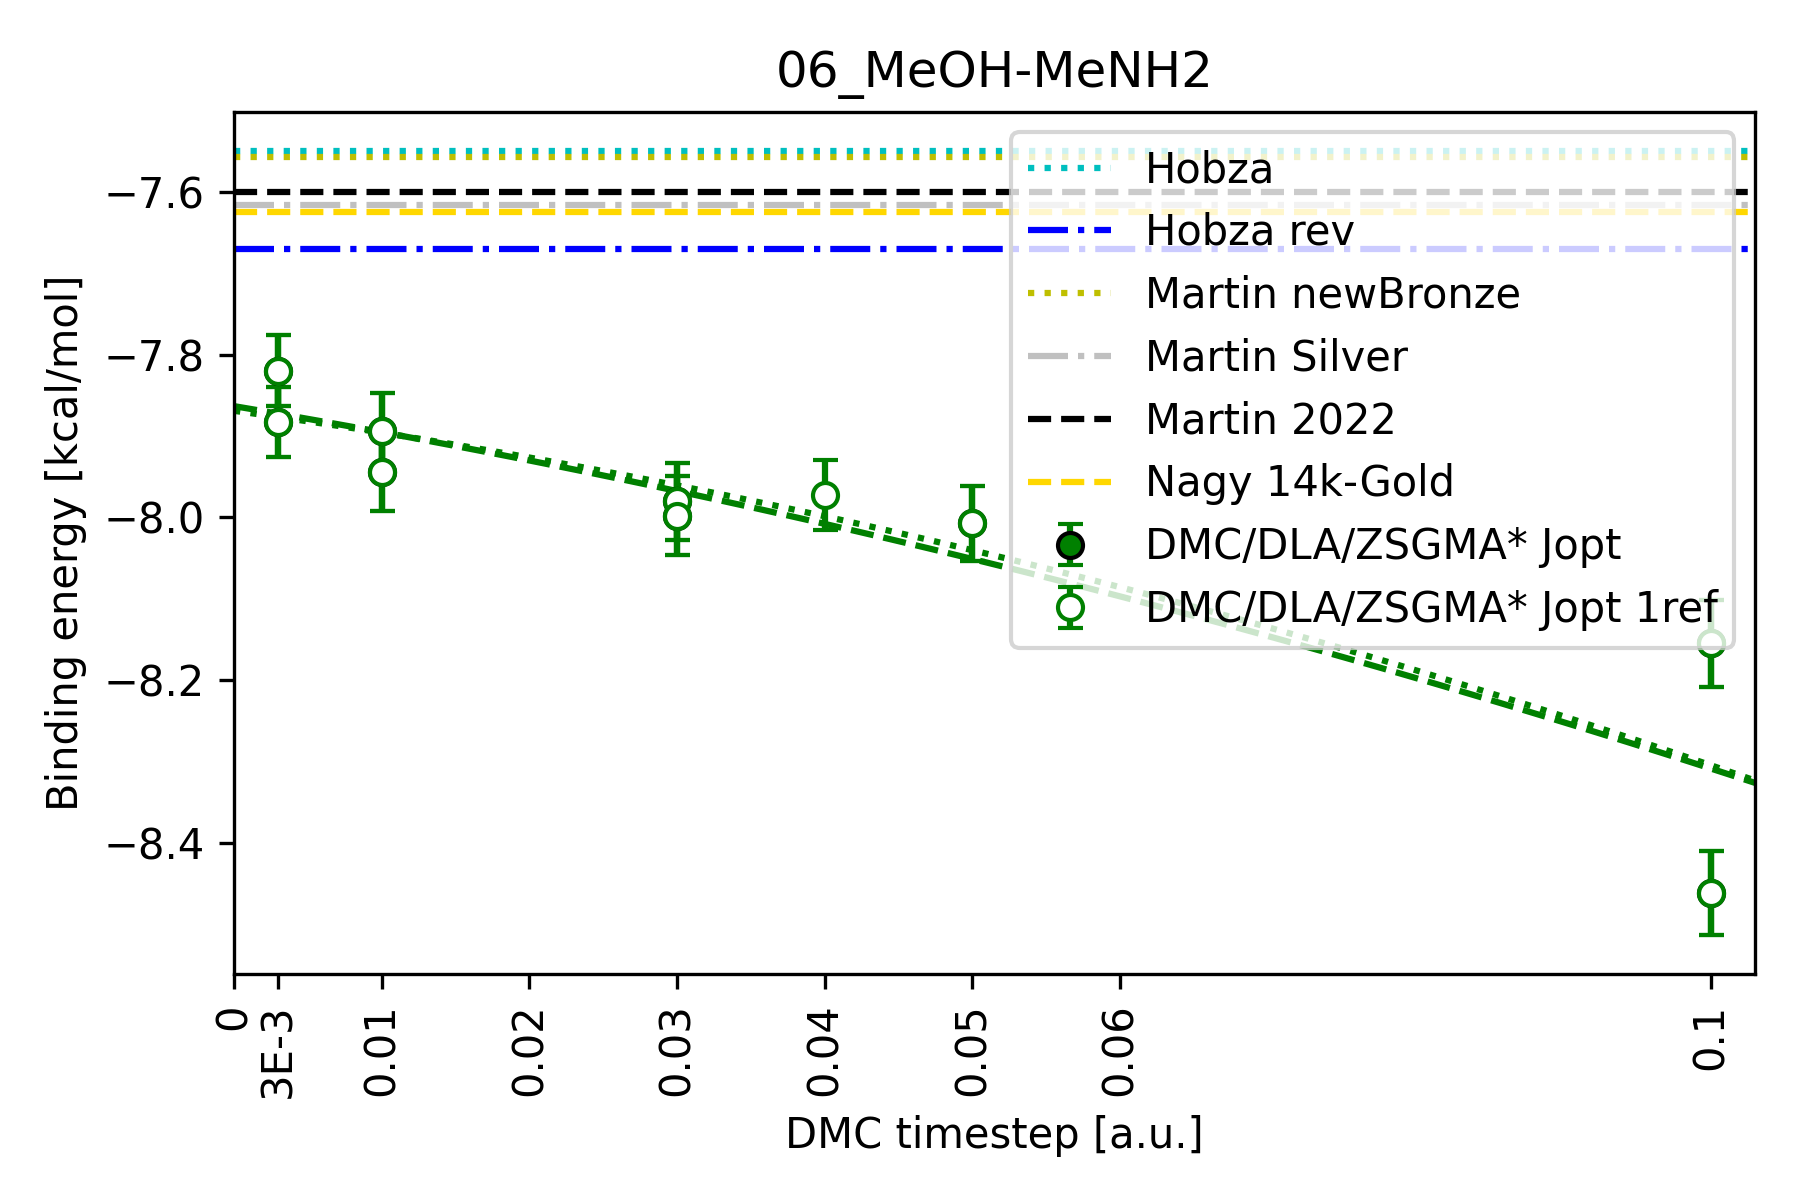 06_MeOH-MeNH2
Binding energy [kcal/mol]
−7.6
−7.8
−8.0
−8.2
−8.4
Hobza
Hobza rev
Martin newBronze
Martin Silver
Martin 2022
Nagy 14k-Gold
DMC/DLA/ZSGMA* Jopt
DMC/DLA/ZSGMA* Jopt 1ref
0
3E-3
0.01
0.02
0.03
0.04
0.05
0.06
0.1
DMC timestep [a.u.]